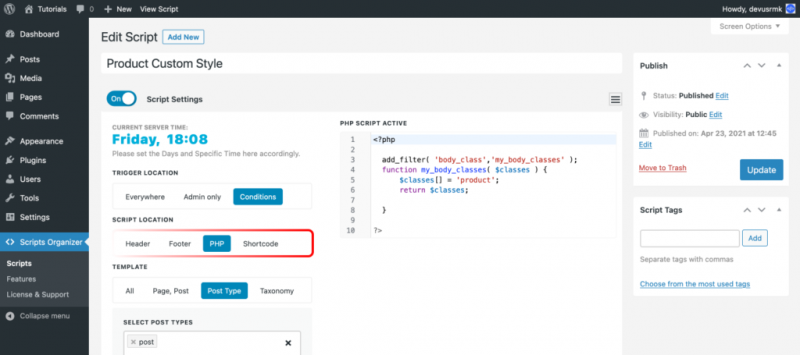 Tutorials 0 + New View Script Howdy, devusrmk
Screen Options
Dashboard
Posts
Media
Pages
Comments
Appearance
Plugins
Users
Tools
Settings
Scripts Organizer
Scripts
Features
License & Support
Collapse menu
Edit Script Add New
Product Custom Style
On Script Settings
CURRENT SERVER TIME:
Friday, 18:08
Please set the Days and Specific Time here accordingly.
TRIGGER LOCATION
Everywhere Admin only Conditions
SCRIPT LOCATION
Header Footer PHP Shortcode
TEMPLATE
All Page, Post Post Type Taxonomy
SELECT POST TYPES
× post ×
PHP SCRIPT ACTIVE
1 <?php
2
3 add_filter( 'body_class','my_body_classes' );
4 function my_body_classes( $classes ) {
5 $classes[] = 'product';
6 return $classes;
7
8 }
9
10 ?>
Publish
Status: Published Edit
Visibility: Public Edit
Published on: Apr 23, 2021 at 12:45
Edit
Move to Trash Update
Script Tags
Add
Separate tags with commas
Choose from the most used tags